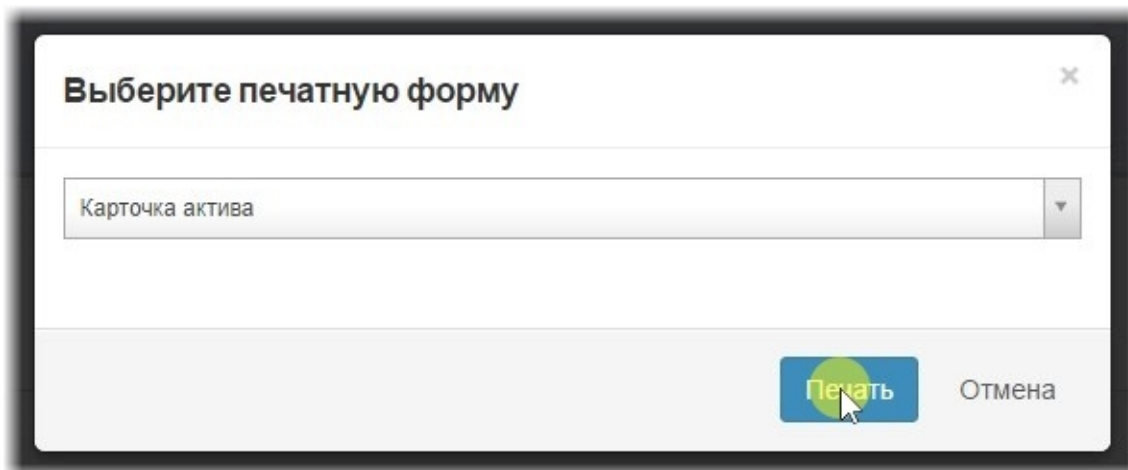 Выберите печатную форму
×
Карточка актива
Печать
Отмена